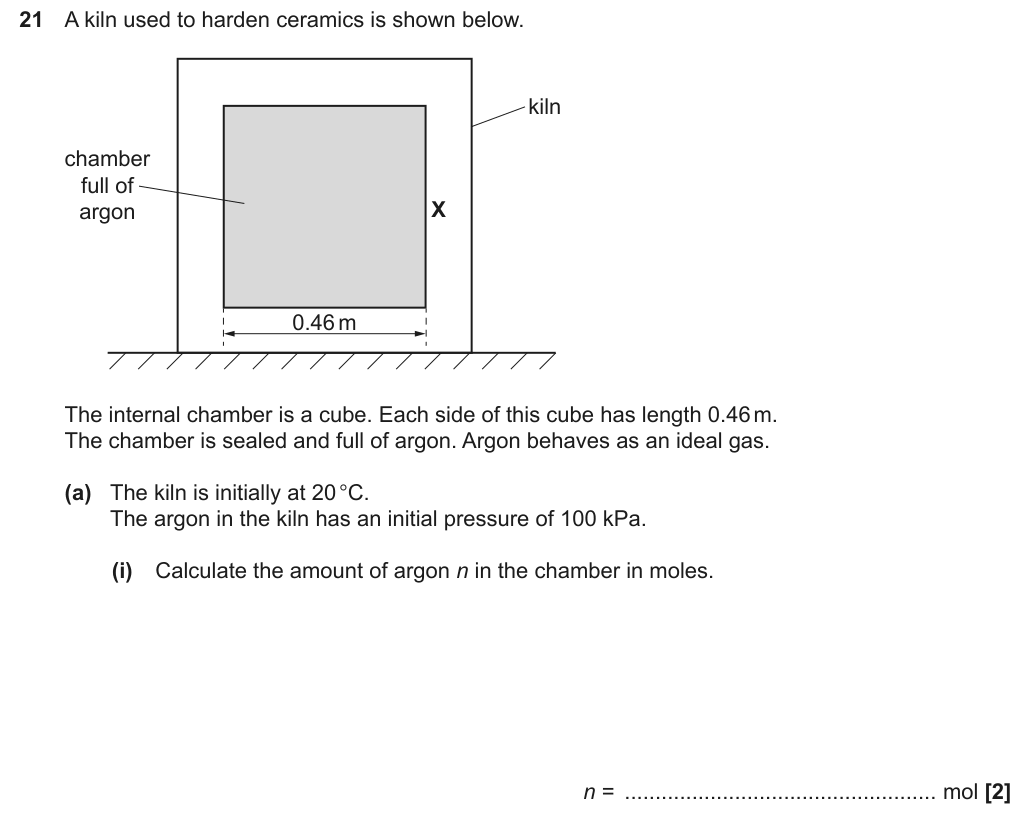 21 A kiln used to harden ceramics is shown below.
kiln
chamber
full of
argon
X
0.46 m
The internal chamber is a cube. Each side of this cube has length 0.46 m.
The chamber is sealed and full of argon. Argon behaves as an ideal gas.
(a) The kiln is initially at 20 °C.
The argon in the kiln has an initial pressure of 100 kPa.
(i) Calculate the amount of argon n in the chamber in moles.
n = .................................................. mol [2]